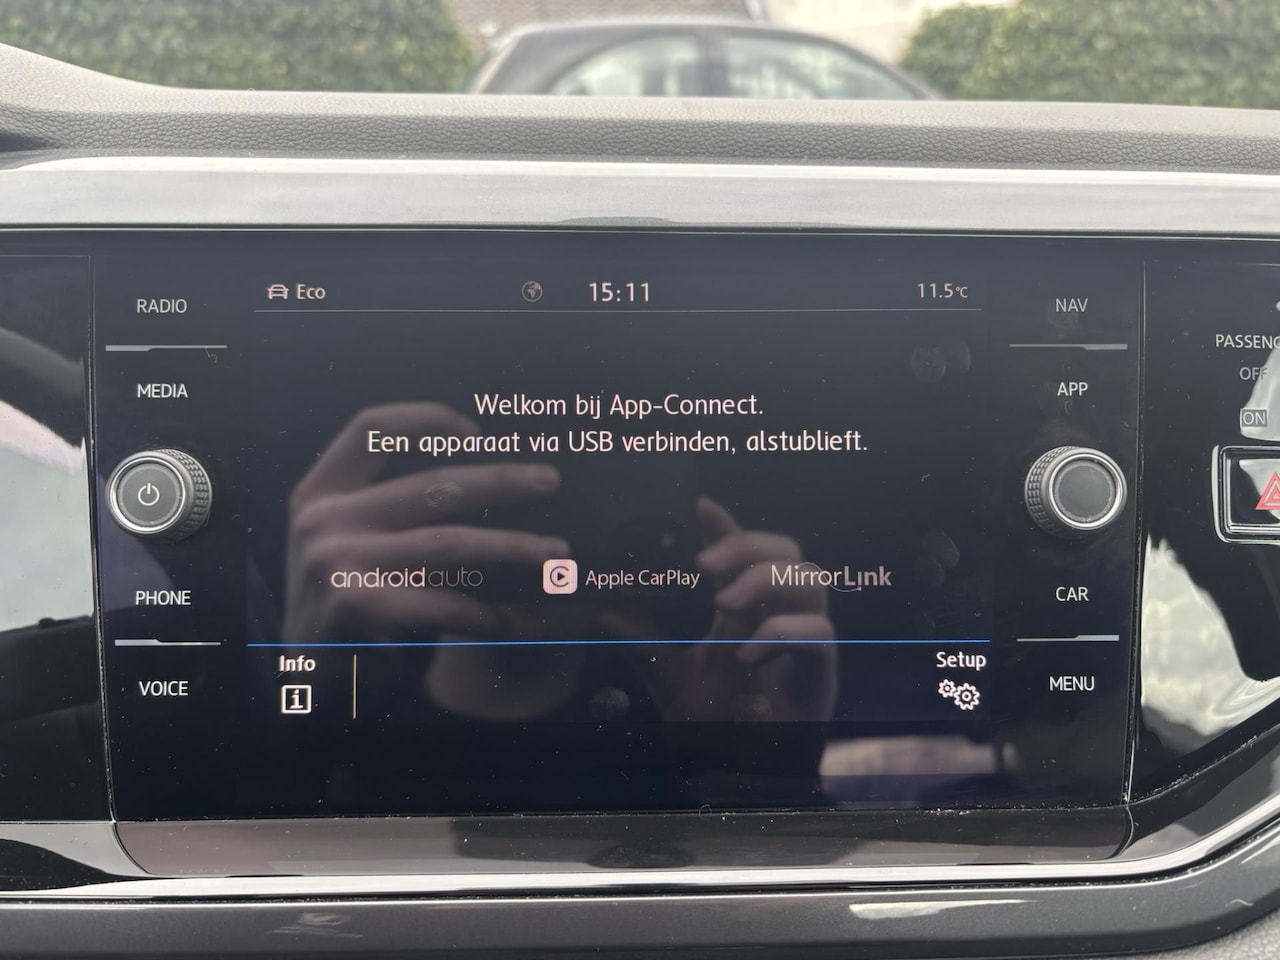 Eco 15:11 11.5°C
RADIO
MEDIA
PHONE
VOICE
Welkom bij App-Connect.
Een apparaat via USB verbinden, alstublieft.
androidauto Apple CarPlay MirrorLink
Info
i
Setup
NAV
APP
CAR
MENU
OFF
ON